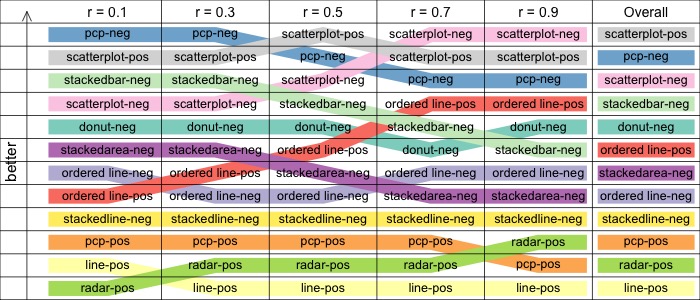 r = 0.1 r = 0.3 r = 0.5 r = 0.7 r = 0.9 Overall
pcp-neg pcp-neg scatterplot-pos scatterplot-neg scatterplot-neg scatterplot-pos
scatterplot-pos scatterplot-pos pcp-neg scatterplot-pos scatterplot-pos pcp-neg
stackedbar-neg stackedbar-neg scatterplot-neg pcp-neg pcp-neg scatterplot-neg
scatterplot-neg scatterplot-neg stackedbar-neg ordered line-pos ordered line-pos stackedbar-neg
donut-neg donut-neg donut-neg stackedbar-neg donut-neg donut-neg
stackedarea-neg stackedarea-neg ordered line-pos donut-neg stackedbar-neg ordered line-pos
ordered line-neg ordered line-pos stackedarea-neg ordered line-neg ordered line-neg stackedarea-neg
ordered line-pos ordered line-neg ordered line-neg stackedarea-neg stackedarea-neg ordered line-neg
stackedline-neg stackedline-neg stackedline-neg stackedline-neg stackedline-neg stackedline-neg
pcp-pos pcp-pos pcp-pos pcp-pos radar-pos pcp-pos
line-pos radar-pos radar-pos radar-pos pcp-pos radar-pos
radar-pos line-pos line-pos line-pos line-pos line-pos
better